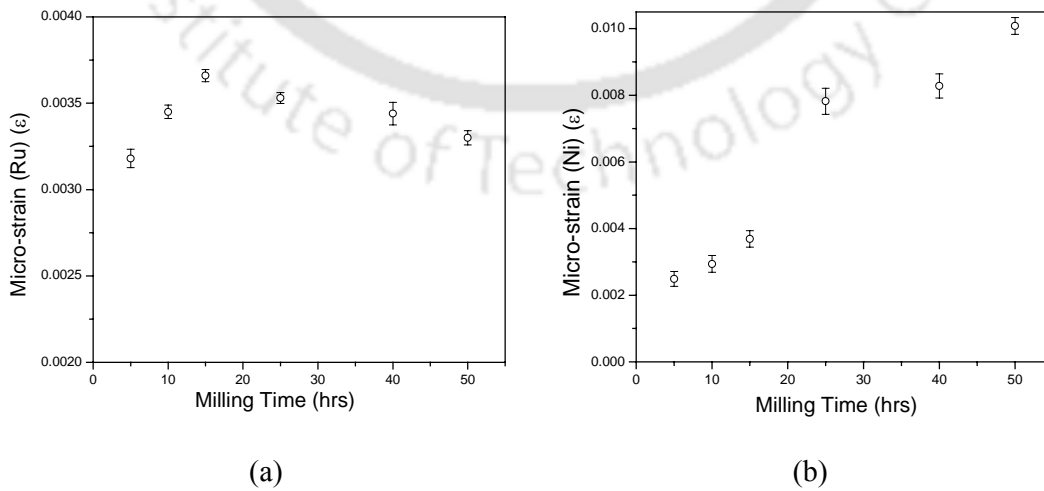 stitute of Technology G
0.0040
0.0035
0.0030
0.0025
0.0020
Micro-strain (Ru) (ε)
0 10 20 30 40 50
Milling Time (hrs)
(a)
0.010
0.008
0.006
0.004
0.002
0.000
Micro-strain (Ni) (ε)
0 10 20 30 40 50
Milling Time (hrs)
(b)